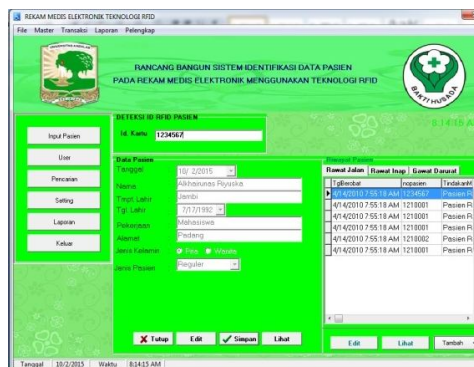 REKAM MEDIS ELEKTRONIK TEKNOLOGI RFID
File Master Transaksi Laporan Pelengkap
RANCANG BANGUN SISTEM IDENTIFIKASI DATA PASIEN
PADA REKAM MEDIS ELEKTRONIK MENGGUNAKAN TEKNOLOGI RFID
BAKTI HUSADA
8:14:15 A
DETEKSI ID RFID PASIEN
Id. Kartu 1234567
Input Pasien
User
Pencarian
Setting
Laporan
Keluar
Data Pasien
Tanggal 10/ 2/2015
Nama Alkhairunas Riyuska
Tmpt. Lahir Jambi
Tgl. Lahir 7/17/1992
Pekerjaan Mahasiswa
Alamat Padang
Jenis Kelamin Pria Wanita
Jenis Pasien Reguler
Tutup Edit Simpan Lihat
Rawat Jalan Rawat Inap Gawat Darurat
TglBerobat nopasien TindakanM
4/14/2010 7:55:18 AM 1234567 Pasien R
4/14/2010 7:55:18 AM 1210001 Pasien R
4/14/2010 7:55:18 AM 1210001 Pasien R
4/14/2010 7:55:18 AM 1210001 Pasien R
4/14/2010 7:55:18 AM 1210002 Pasien R
4/14/2010 7:55:18 AM 1210001 Pasien R
Edit Lihat Tambah
Tanggal 10/2/2015 Waktu 8:14:15 AM